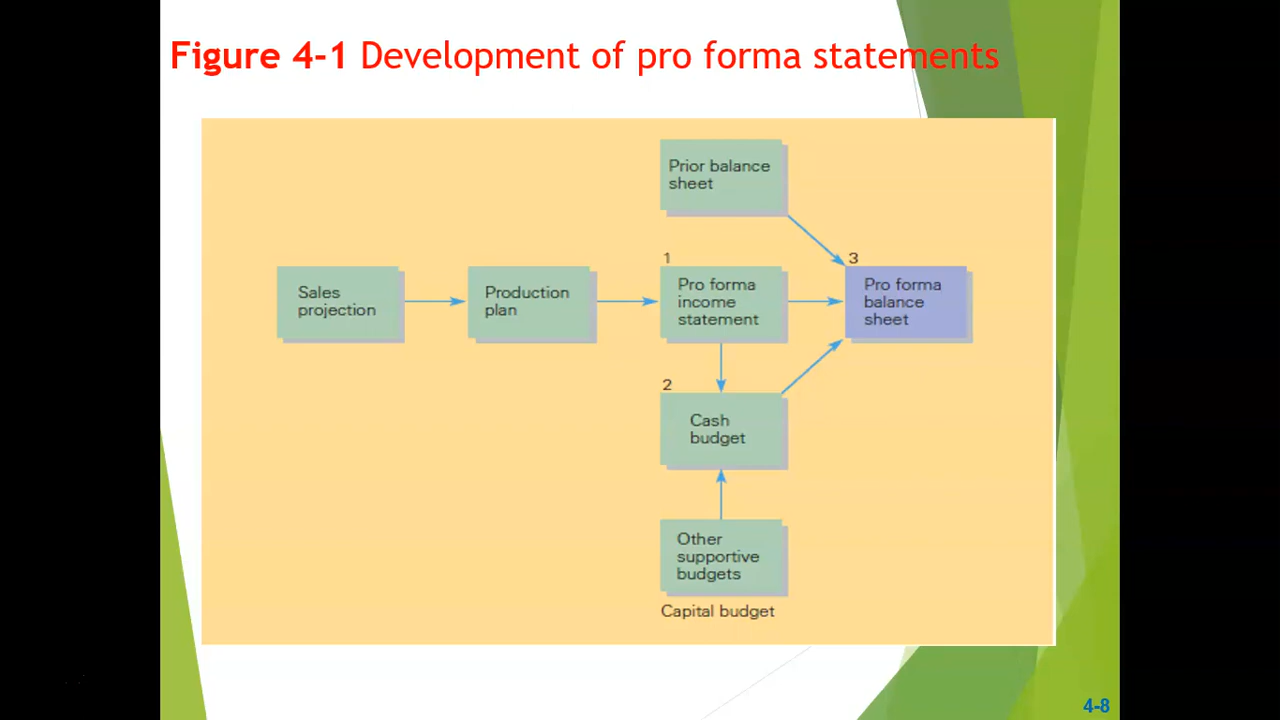 Figure 4-1 Development of pro forma statements
Prior balance
sheet
Sales
projection
Production
plan
1
Pro forma
income
statement
3
Pro forma
balance
sheet
2
Cash
budget
Other
supportive
budgets
Capital budget
4-8